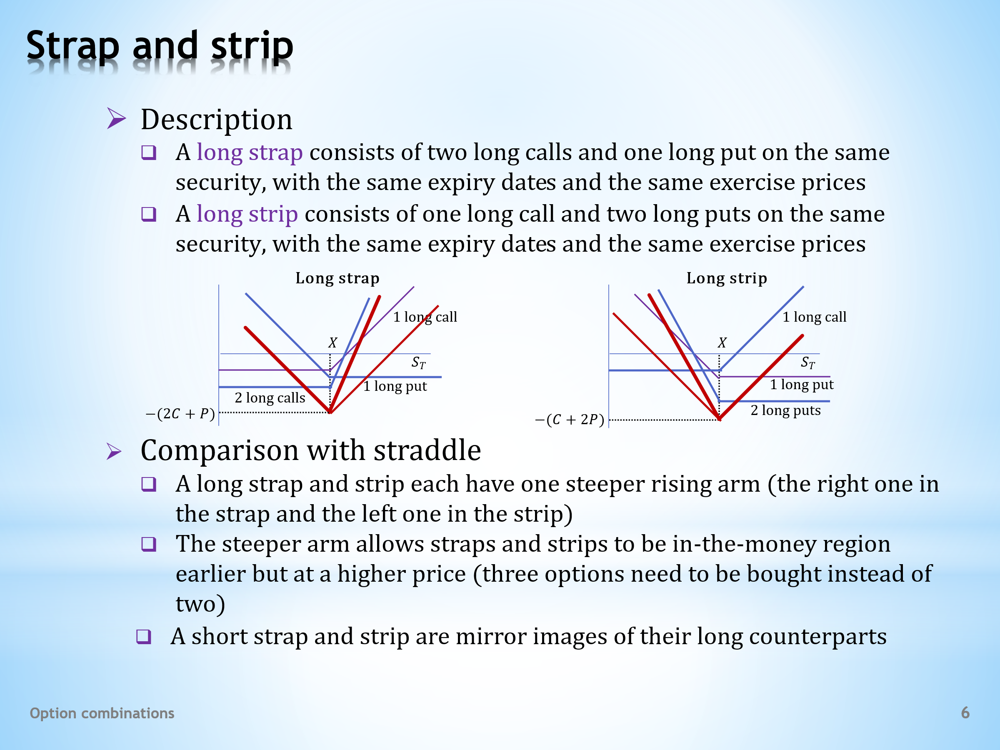 Strap and strip
Description
A long strap consists of two long calls and one long put on the same
security, with the same expiry dates and the same exercise prices
A long strip consists of one long call and two long puts on the same
security, with the same expiry dates and the same exercise prices
Long strap
1 long call
X
S_T
1 long put
2 long calls
−(2C + P)
Long strip
1 long call
X
S_T
1 long put
2 long puts
−(C + 2P)
Comparison with straddle
A long strap and strip each have one steeper rising arm (the right one in
the strap and the left one in the strip)
The steeper arm allows straps and strips to be in-the-money region
earlier but at a higher price (three options need to be bought instead of
two)
A short strap and strip are mirror images of their long counterparts
Option combinations
6